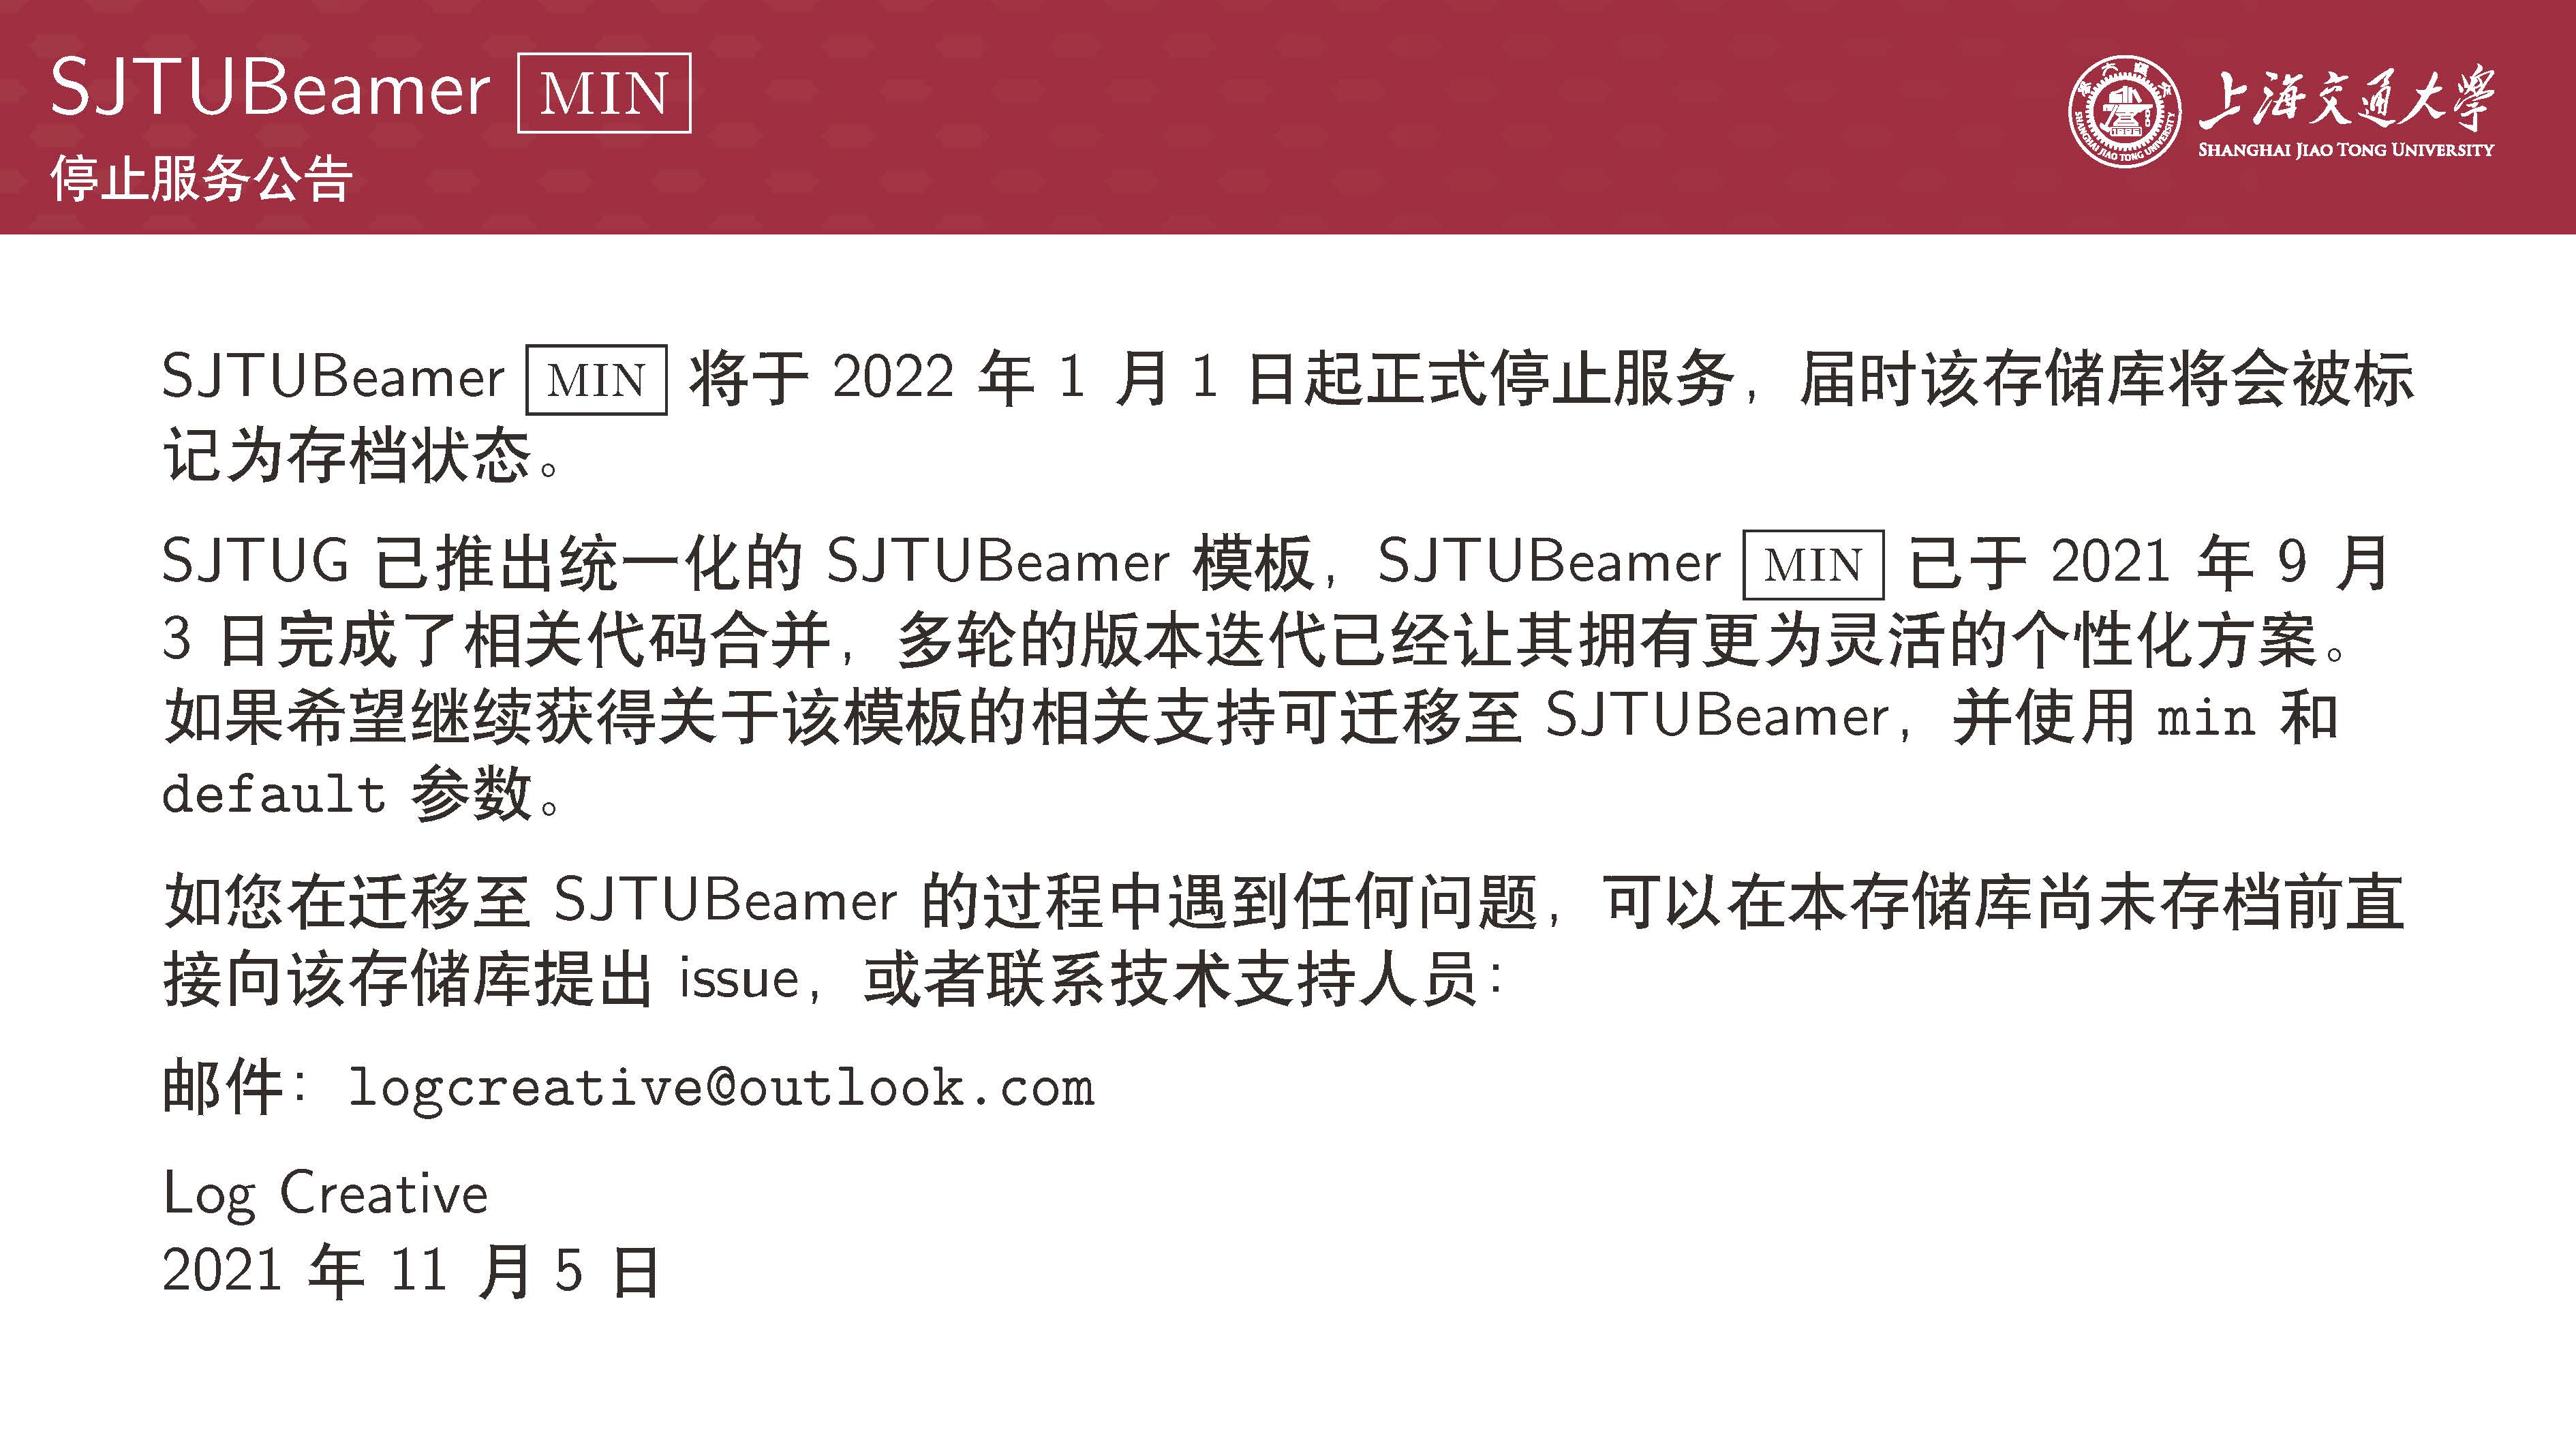 SJTUBeamer MIN
停止服务公告
上海交通大学
SHANGHAI JIAO TONG UNIVERSITY
SHANGHAI JIAO TONG UNIVERSITY
SJTUBeamer MIN 将于 2022 年 1 月 1 日起正式停止服务，届时该存储库将会被标
记为存档状态。
SJTUG 已推出统一化的 SJTUBeamer 模板，SJTUBeamer MIN 已于 2021 年 9 月
3 日完成了相关代码合并，多轮的版本迭代已经让其拥有更为灵活的个性化方案。
如果希望继续获得关于该模板的相关支持可迁移至 SJTUBeamer，并使用 min 和
default 参数。
如您在迁移至 SJTUBeamer 的过程中遇到任何问题，可以在本存储库尚未存档前直
接向该存储库提出 issue，或者联系技术支持人员：
邮件：logcreative@outlook.com
Log Creative
2021 年 11 月 5 日